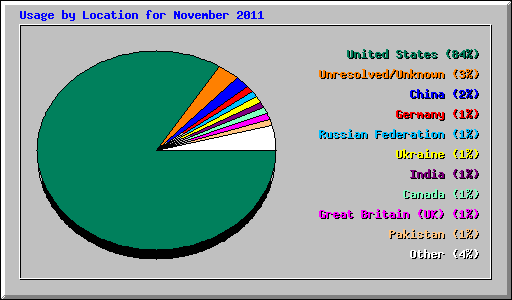 Usage by Location for November 2011
United States (84%)
Unresolved/Unknown (3%)
China (2%)
Germany (1%)
Russian Federation (1%)
Ukraine (1%)
India (1%)
Canada (1%)
Great Britain (UK) (1%)
Pakistan (1%)
Other (4%)